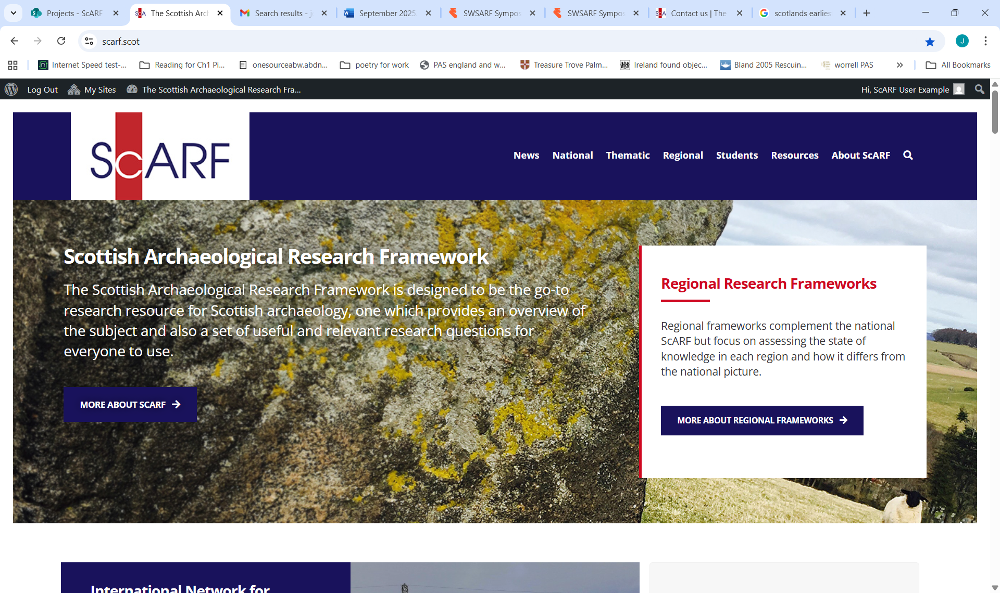 Projects - ScARF
The Scottish Arc
Search results - j
September 2025.
SWSARF Sympos
SWSARF Sympos
Contact us | The
scotlands earlies
scarf.scot
J
Internet Speed test-...
Reading for Ch1 Pi...
onesourceabw.abdn...
poetry for work
PAS england and w...
Treasure Trove Palm...
Ireland found objec...
Bland 2005 Rescuin...
worrell PAS
All Bookmarks
Log Out
My Sites
The Scottish Archaeological Research Fra...
Hi, ScARF User Example
ScARF
News
National
Thematic
Regional
Students
Resources
About ScARF
Scottish Archaeological Research Framework
The Scottish Archaeological Research Framework is designed to be the go-to
research resource for Scottish archaeology, one which provides an overview of
the subject and also a set of useful and relevant research questions for
everyone to use.
MORE ABOUT SCARF
Regional Research Frameworks
Regional frameworks complement the national
ScARF but focus on assessing the state of
knowledge in each region and how it differs from
the national picture.
MORE ABOUT REGIONAL FRAMEWORKS
International Network for